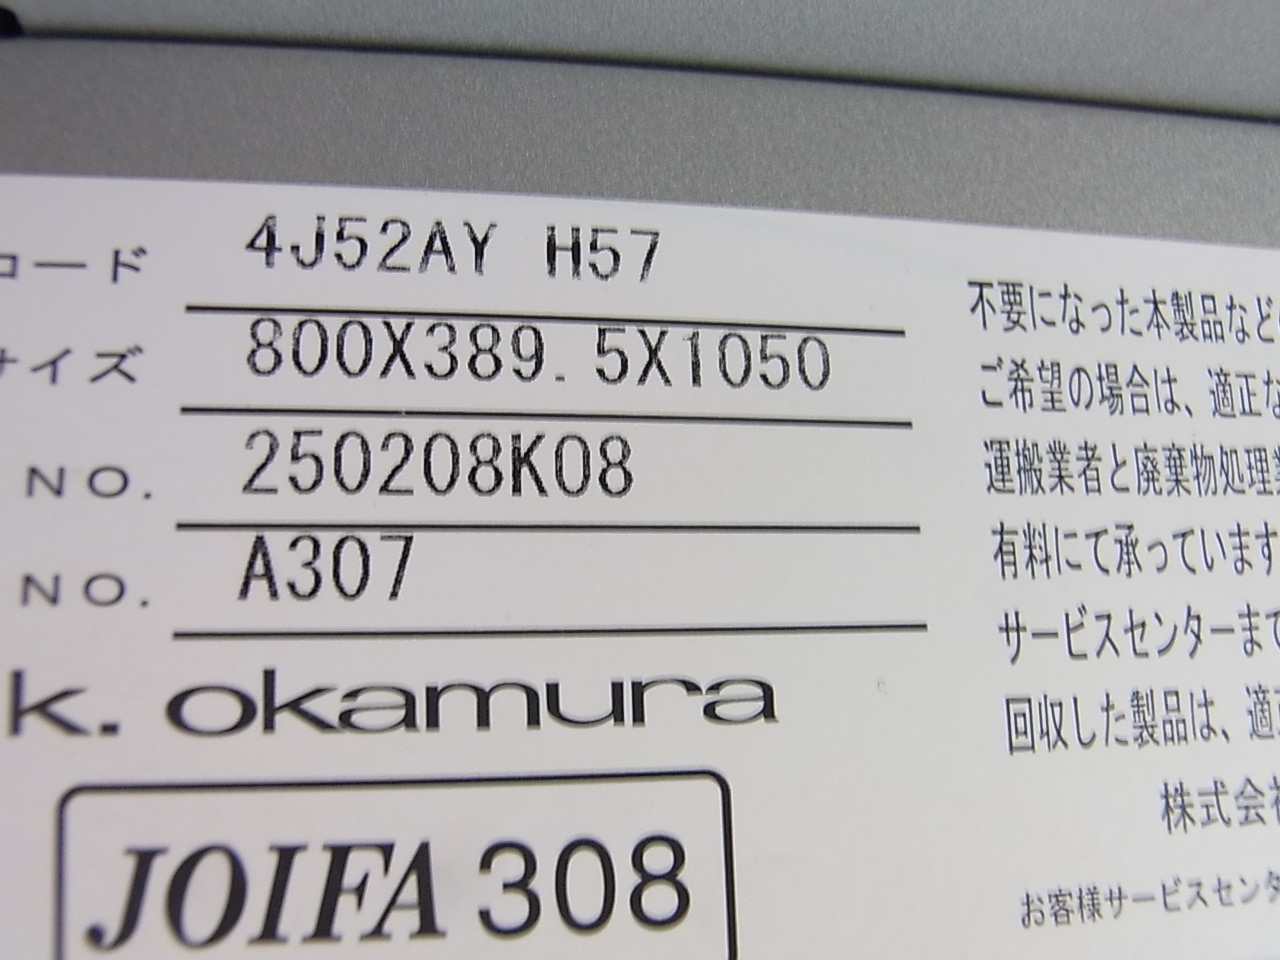 コード 4J52AY H57
サイズ 800X389.5X1050
NO. 250208K08
NO. A307
k. okamura
JOIFA 308
不要になった本製品など
ご希望の場合は、適正な
運搬業者と廃棄物処理業
有料にて承っています
サービスセンターまで
回収した製品は、適正
株式会社
お客様サービスセンタ